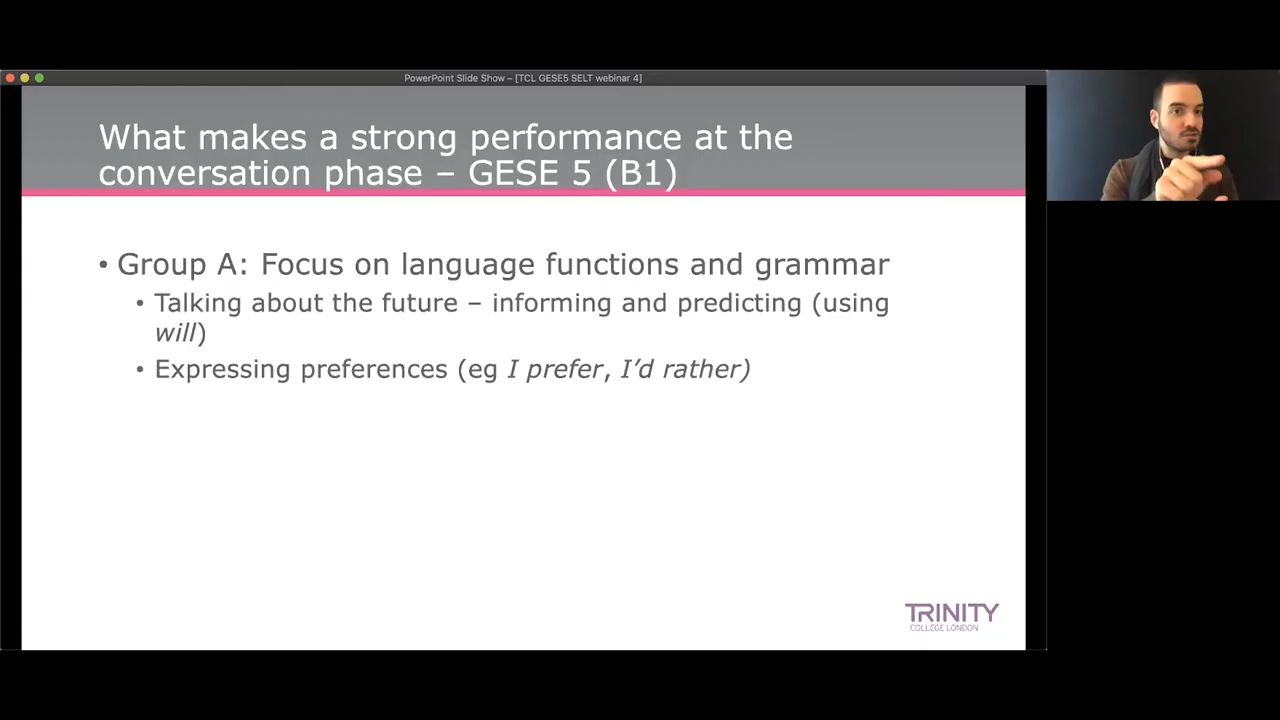 PowerPoint Slide Show – [TCL GESE5 SELT webinar 4]
What makes a strong performance at the
conversation phase – GESE 5 (B1)
• Group A: Focus on language functions and grammar
• Talking about the future – informing and predicting (using
will)
• Expressing preferences (eg I prefer, I’d rather)
TRINITY
COLLEGE LONDON